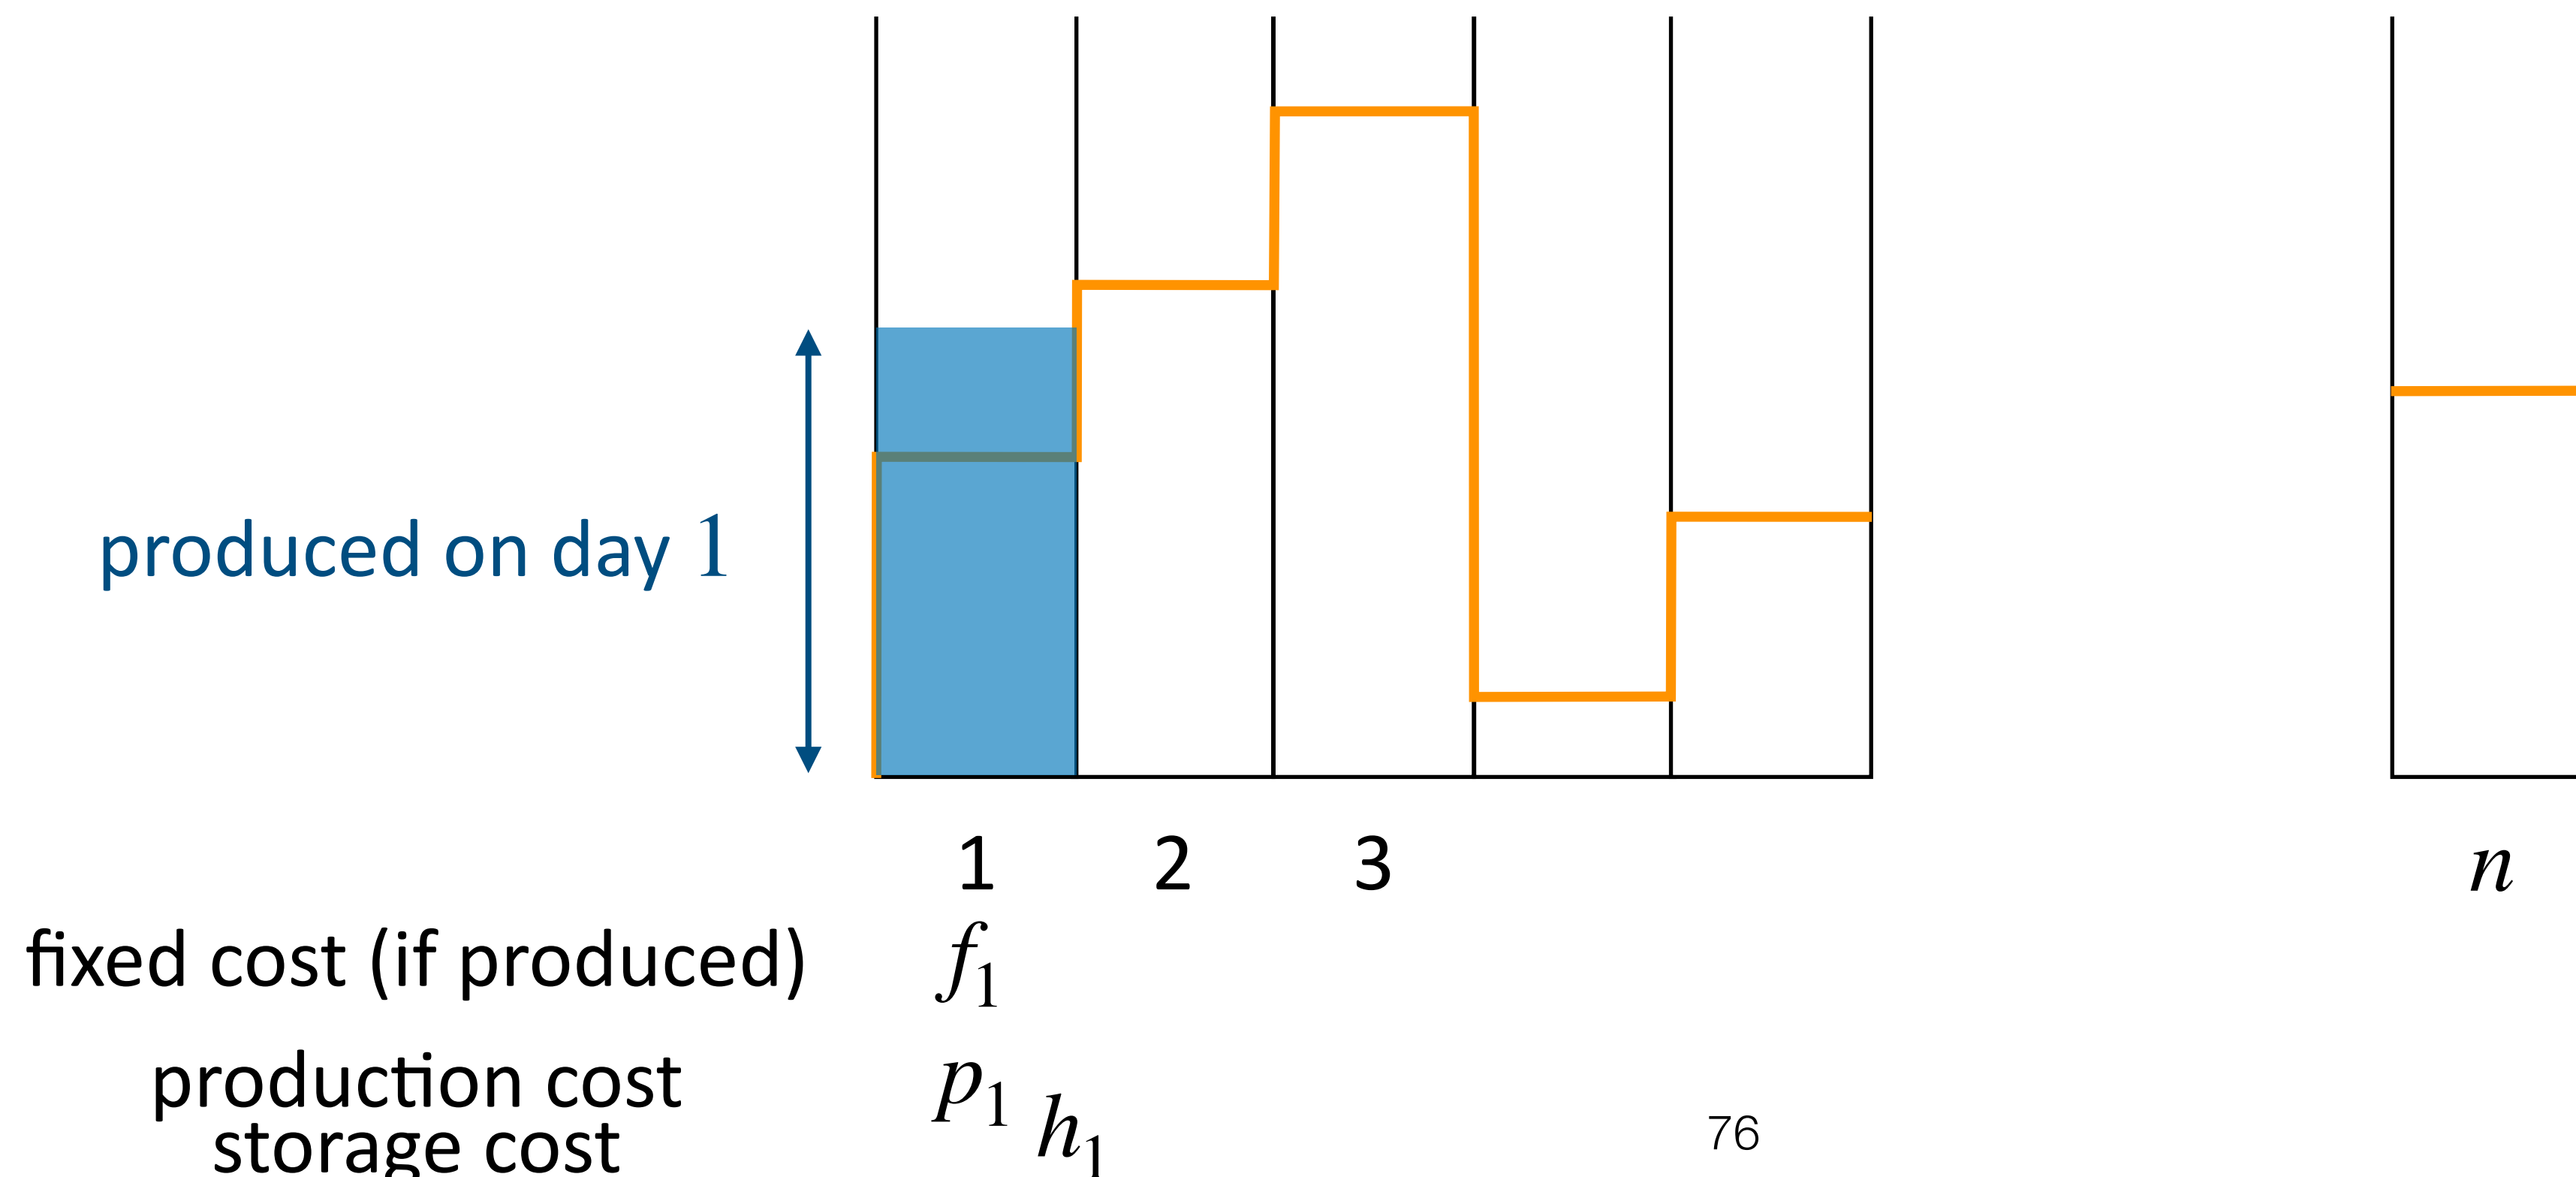 produced on day 1
1 2 3 n
fixed cost (if produced) f₁
production cost p₁
storage cost h₁
76